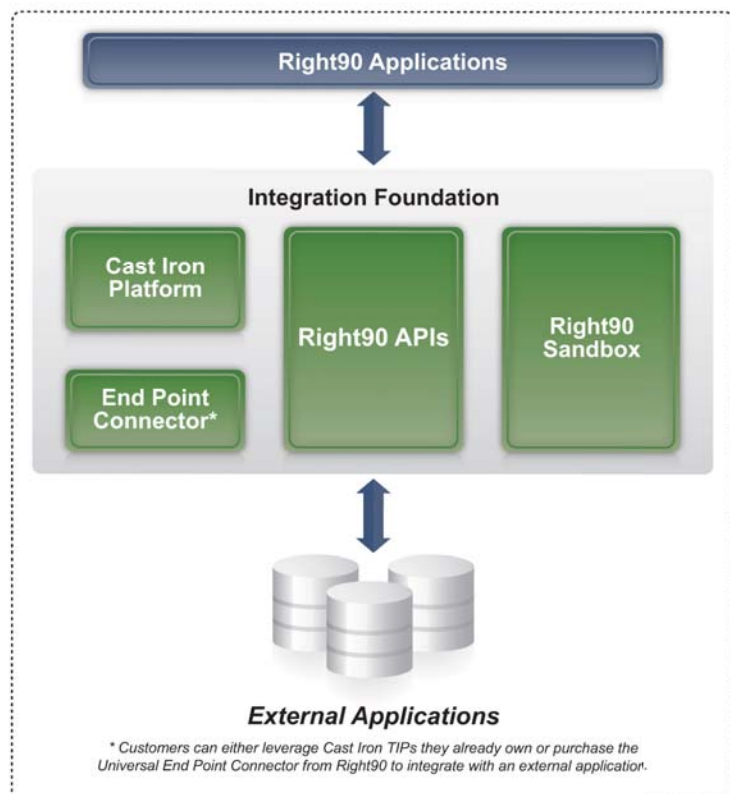 Right90 Applications
Integration Foundation
Cast Iron
Platform
End Point
Connector*
Right90 APIs
Right90
Sandbox
External Applications
* Customers can either leverage Cast Iron TIPs they already own or purchase the
Universal End Point Connector from Right90 to integrate with an external application.